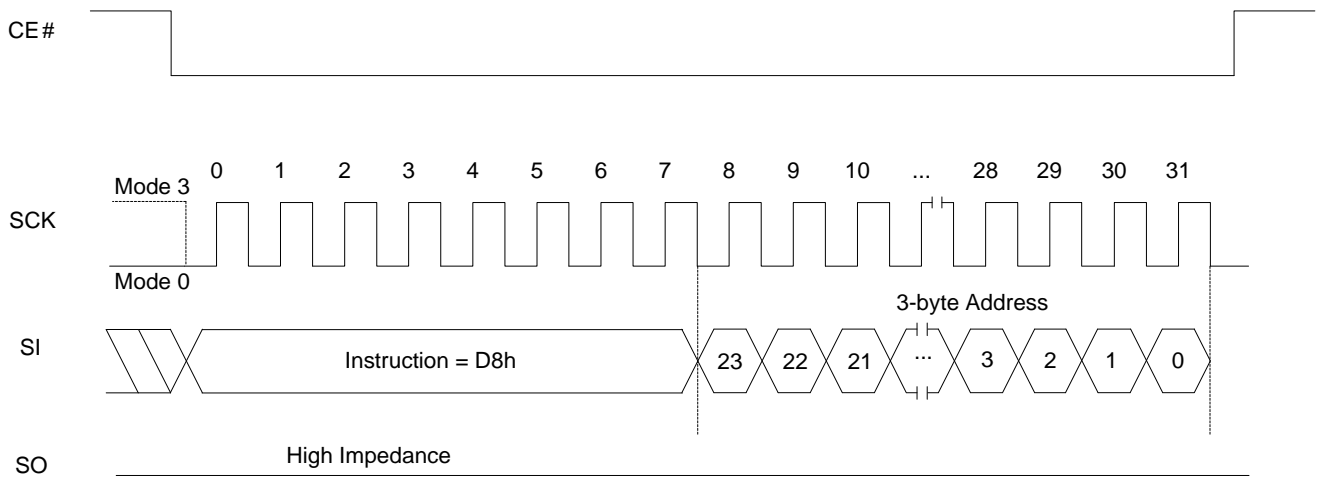 CE#
0 1 2 3 4 5 6 7 8 9 10 ... 28 29 30 31
Mode 3
SCK
Mode 0
3-byte Address
SI
Instruction = D8h
23 22 21 ... 3 2 1 0
High Impedance
SO